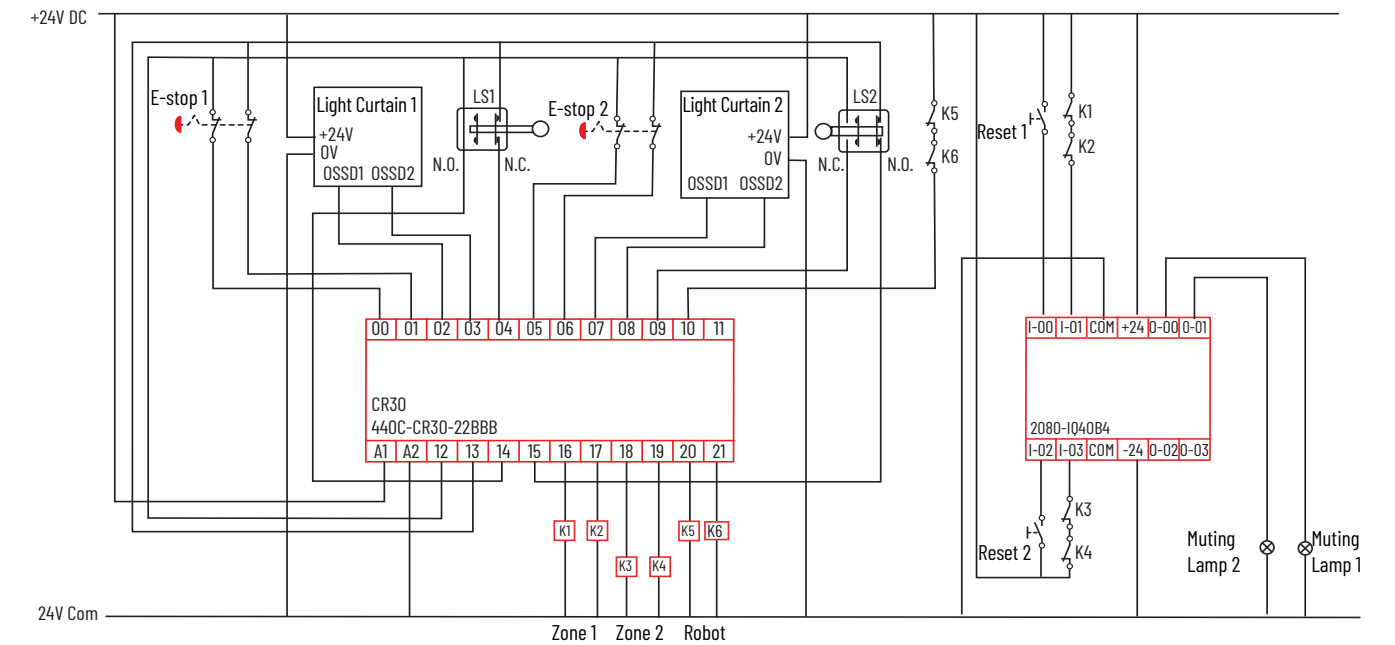 +24V DC
E-stop 1
Light Curtain 1
+24V
0V
OSSD1 OSSD2
LS1
N.O.
N.C.
E-stop 2
Light Curtain 2
+24V
0V
OSSD1 OSSD2
LS2
N.C.
N.O.
K5
K6
Reset 1
K1
K2
00 01 02 03 04 05 06 07 08 09 10 11
CR30
440C-CR30-22BBB
A1 A2 12 13 14 15 16 17 18 19 20 21
I-00 I-01 COM +24 O-00 O-01
2080-IQ40B4
I-02 I-03 COM -24 O-02 O-03
K1
K2
K3
K4
K5
K6
Reset 2
K3
K4
Muting
Lamp 2
Muting
Lamp 1
24V Com
Zone 1
Zone 2
Robot